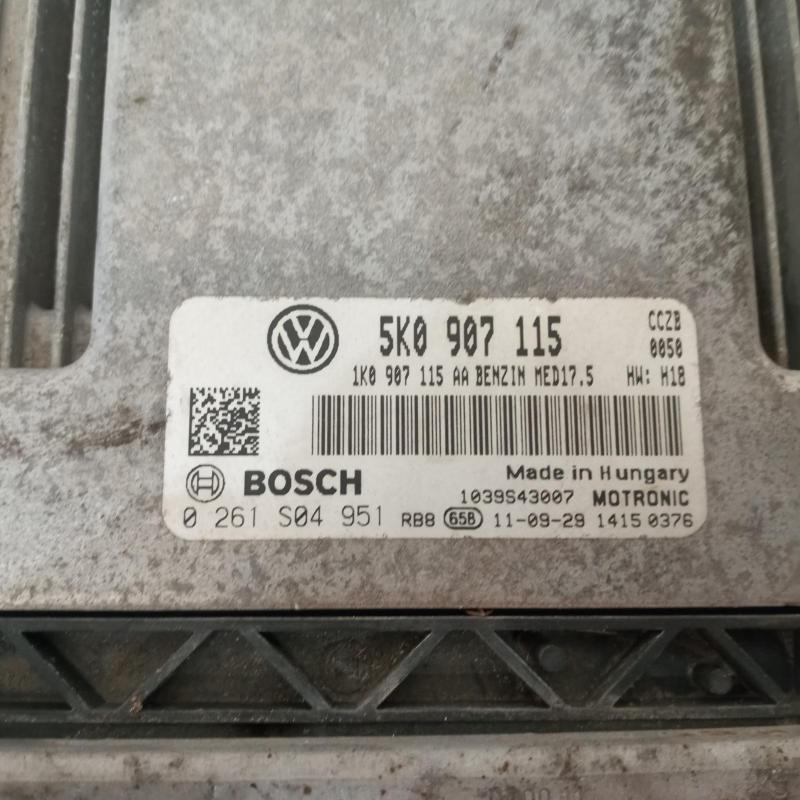 5K0 907 115
CCZB
0050
1K0 907 115 AA BENZIN MED17.5 HW: H18
Made in Hungary
BOSCH
1039S43007 MOTRONIC
0 261 S04 951 RB8 65B 11-09-29 1415 0376